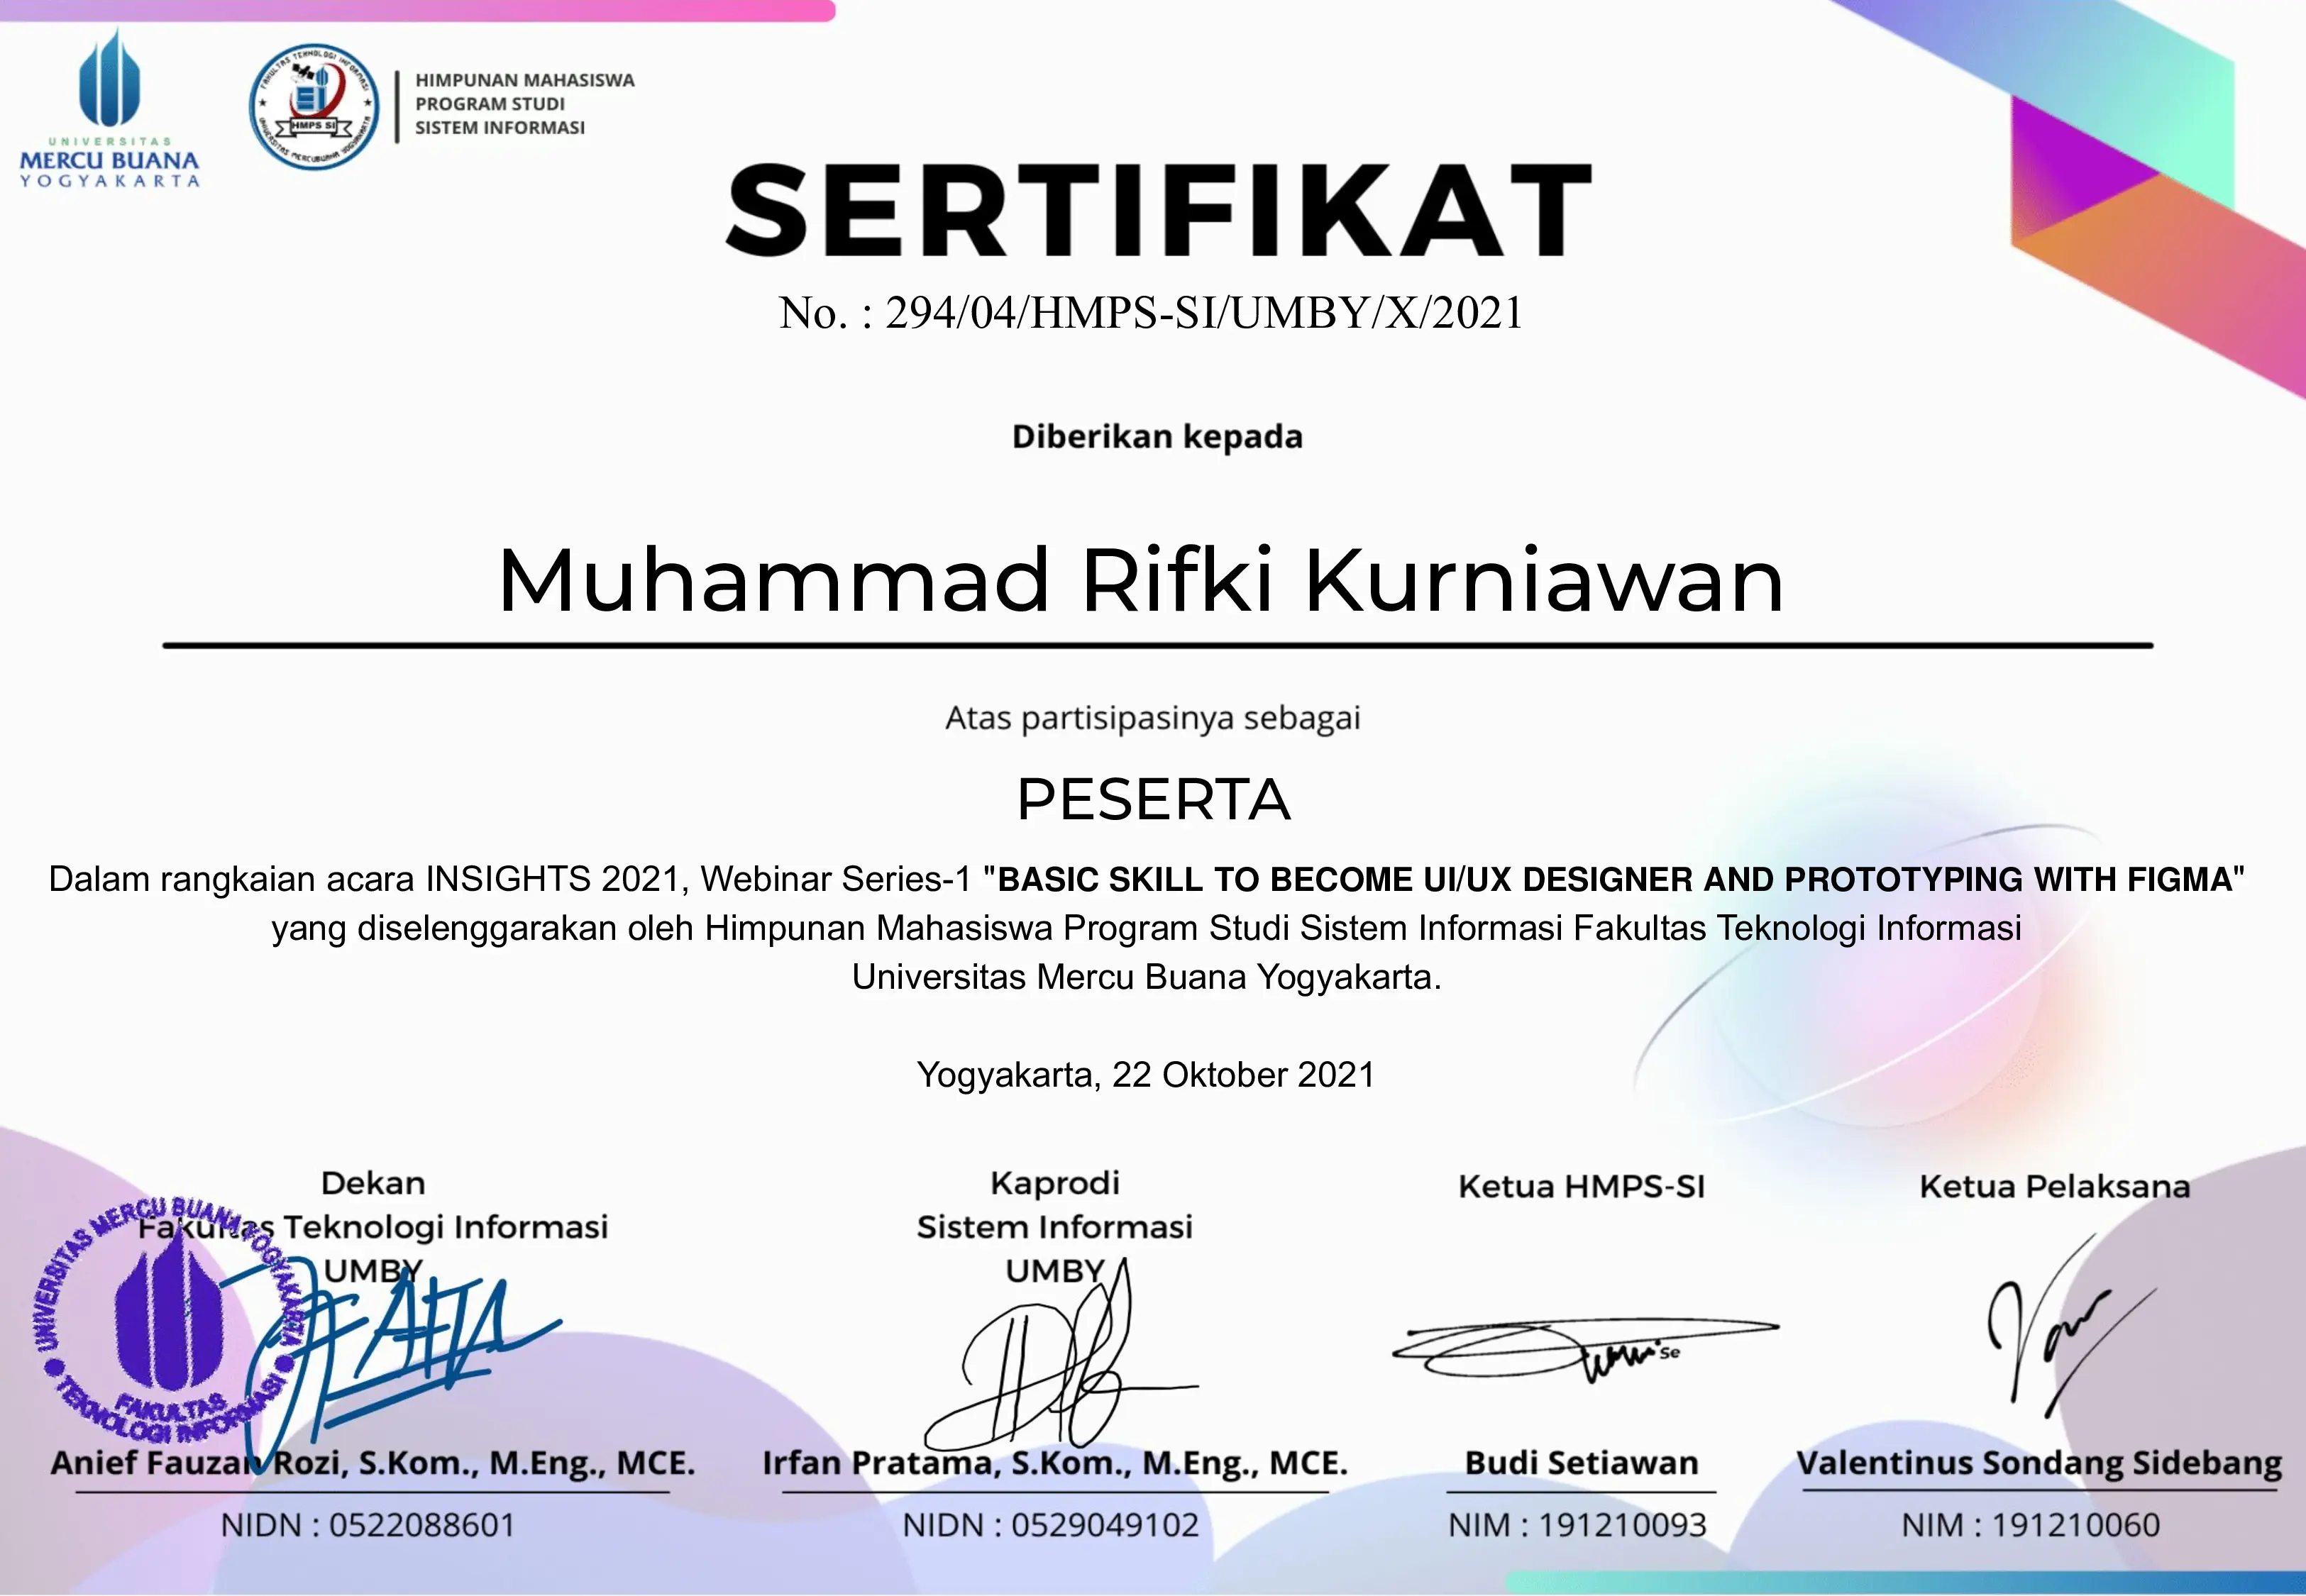 UNIVERSITAS
MERCU BUANA
YOGYAKARTA
FAKULTAS TEKNOLOGI INFORMASI
HMPS SI
UNIVERSITAS MERCUBUANA YOGYAKARTA
HIMPUNAN MAHASISWA
PROGRAM STUDI
SISTEM INFORMASI
SERTIFIKAT
No. : 294/04/HMPS-SI/UMBY/X/2021
Diberikan kepada
Muhammad Rifki Kurniawan
Atas partisipasinya sebagai
PESERTA
Dalam rangkaian acara INSIGHTS 2021, Webinar Series-1 "BASIC SKILL TO BECOME UI/UX DESIGNER AND PROTOTYPING WITH FIGMA"
yang diselenggarakan oleh Himpunan Mahasiswa Program Studi Sistem Informasi Fakultas Teknologi Informasi
Universitas Mercu Buana Yogyakarta.
Yogyakarta, 22 Oktober 2021
Dekan
Fakultas Teknologi Informasi
UMBY
UNIVERSITAS MERCU BUANA YOGYAKARTA
FAKULTAS
TEKNOLOGI INFORMASI
Anief Fauzan Rozi, S.Kom., M.Eng., MCE.
NIDN : 0522088601
Kaprodi
Sistem Informasi
UMBY
Irfan Pratama, S.Kom., M.Eng., MCE.
NIDN : 0529049102
Ketua HMPS-SI
Budi Setiawan
NIM : 191210093
Ketua Pelaksana
Valentinus Sondang Sidebang
NIM : 191210060